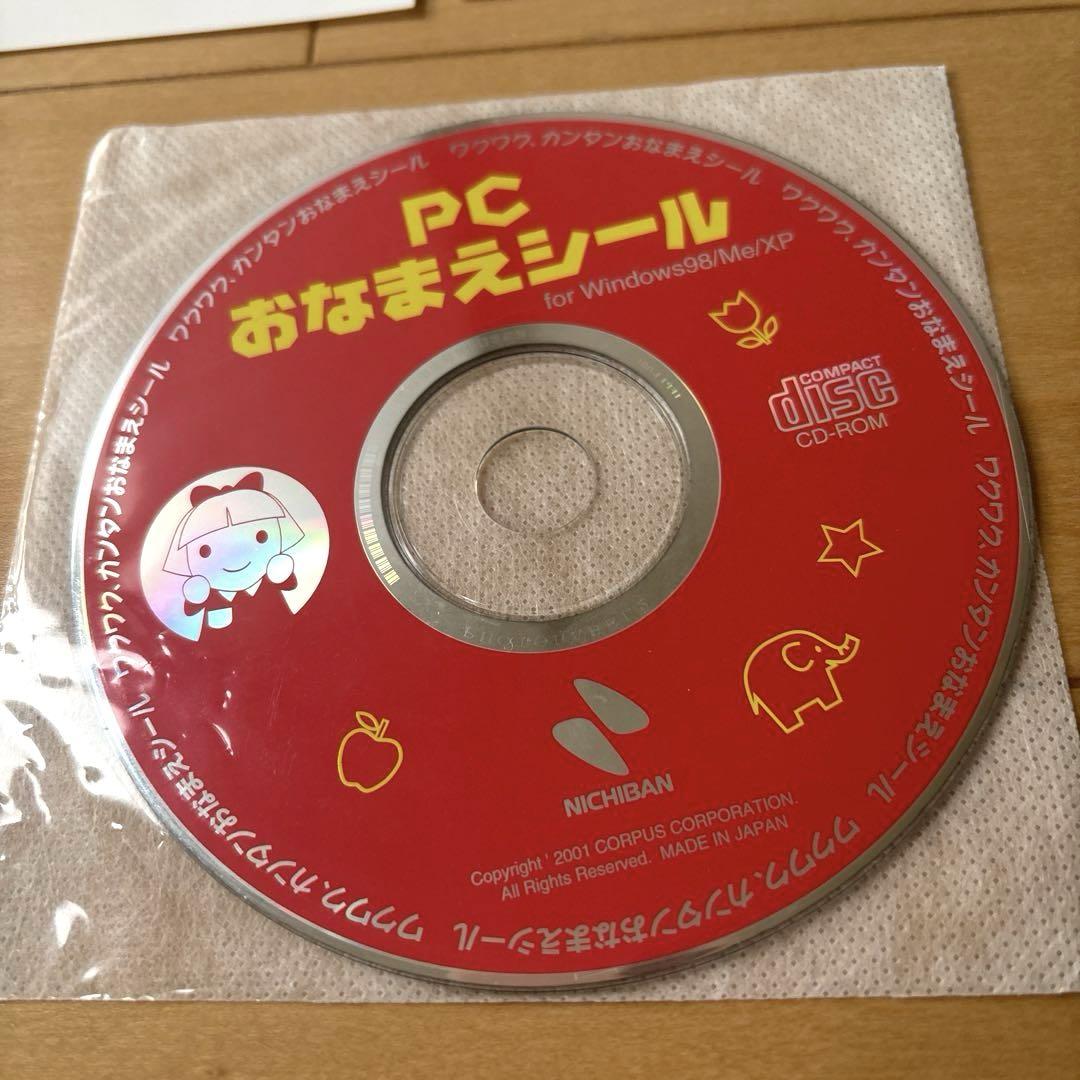 PC
おなまえシール
for Windows98/Me/XP
COMPACT
disc
CD-ROM
NICHIBAN
Copyright ' 2001 CORPUS CORPORATION.
All Rights Reserved. MADE IN JAPAN
ワクワク、カンタンおなまえシール
ワクワク、カンタンおなまえシール
ワクワク、カンタンおなまえシール
ワクワク、カンタンおなまえシール
ワクワク、カンタンおなまえシール
ワクワク、カンタンおなまえシール
ワクワク、カンタンおなまえシール
ワクワク、カンタンおなまえシール